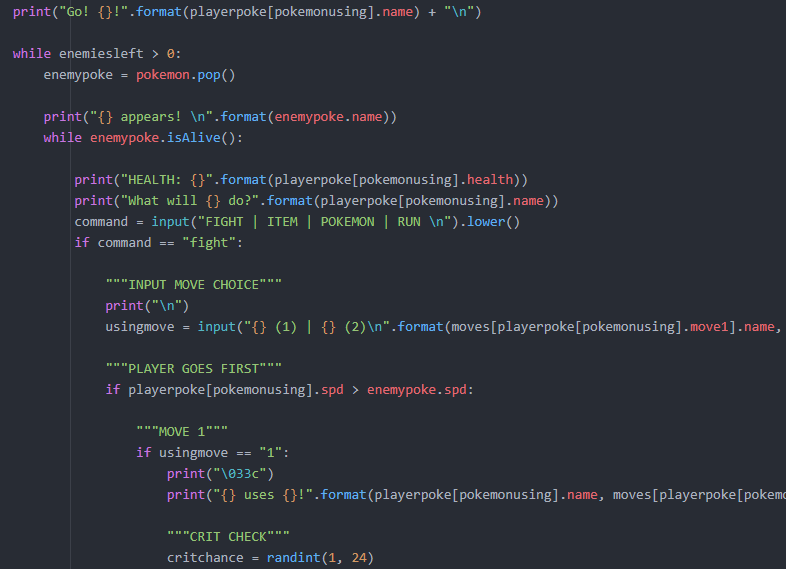 print("Go! {}!".format(playerpoke[pokemonusing].name) + "\n")
while enemiesleft > 0:
enemypoke = pokemon.pop()
print("{} appears! \n".format(enemypoke.name))
while enemypoke.isAlive():
print("HEALTH: {}".format(playerpoke[pokemonusing].health))
print("What will {} do?".format(playerpoke[pokemonusing].name))
command = input("FIGHT | ITEM | POKEMON | RUN \n").lower()
if command == "fight":
"""INPUT MOVE CHOICE"""
print("\n")
usingmove = input("{} (1) | {} (2)\n".format(moves[playerpoke[pokemonusing].move1].name,
"""PLAYER GOES FIRST"""
if playerpoke[pokemonusing].spd > enemypoke.spd:
"""MOVE 1"""
if usingmove == "1":
print("\033c")
print("{} uses {}!".format(playerpoke[pokemonusing].name, moves[playerpoke[pokemo
"""CRIT CHECK"""
critchance = randint(1, 24)